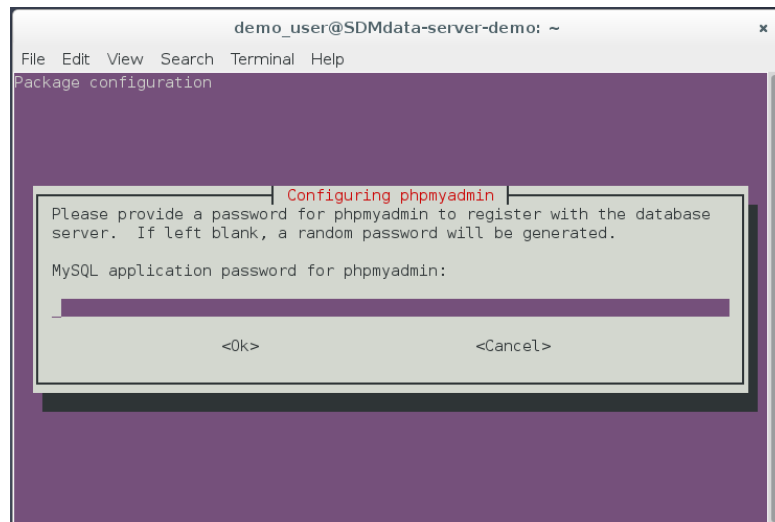 demo_user@SDMdata-server-demo: ~ ×
File Edit View Search Terminal Help
Package configuration
Configuring phpmyadmin
Please provide a password for phpmyadmin to register with the database
server.  If left blank, a random password will be generated.
MySQL application password for phpmyadmin:
_
<Ok> <Cancel>